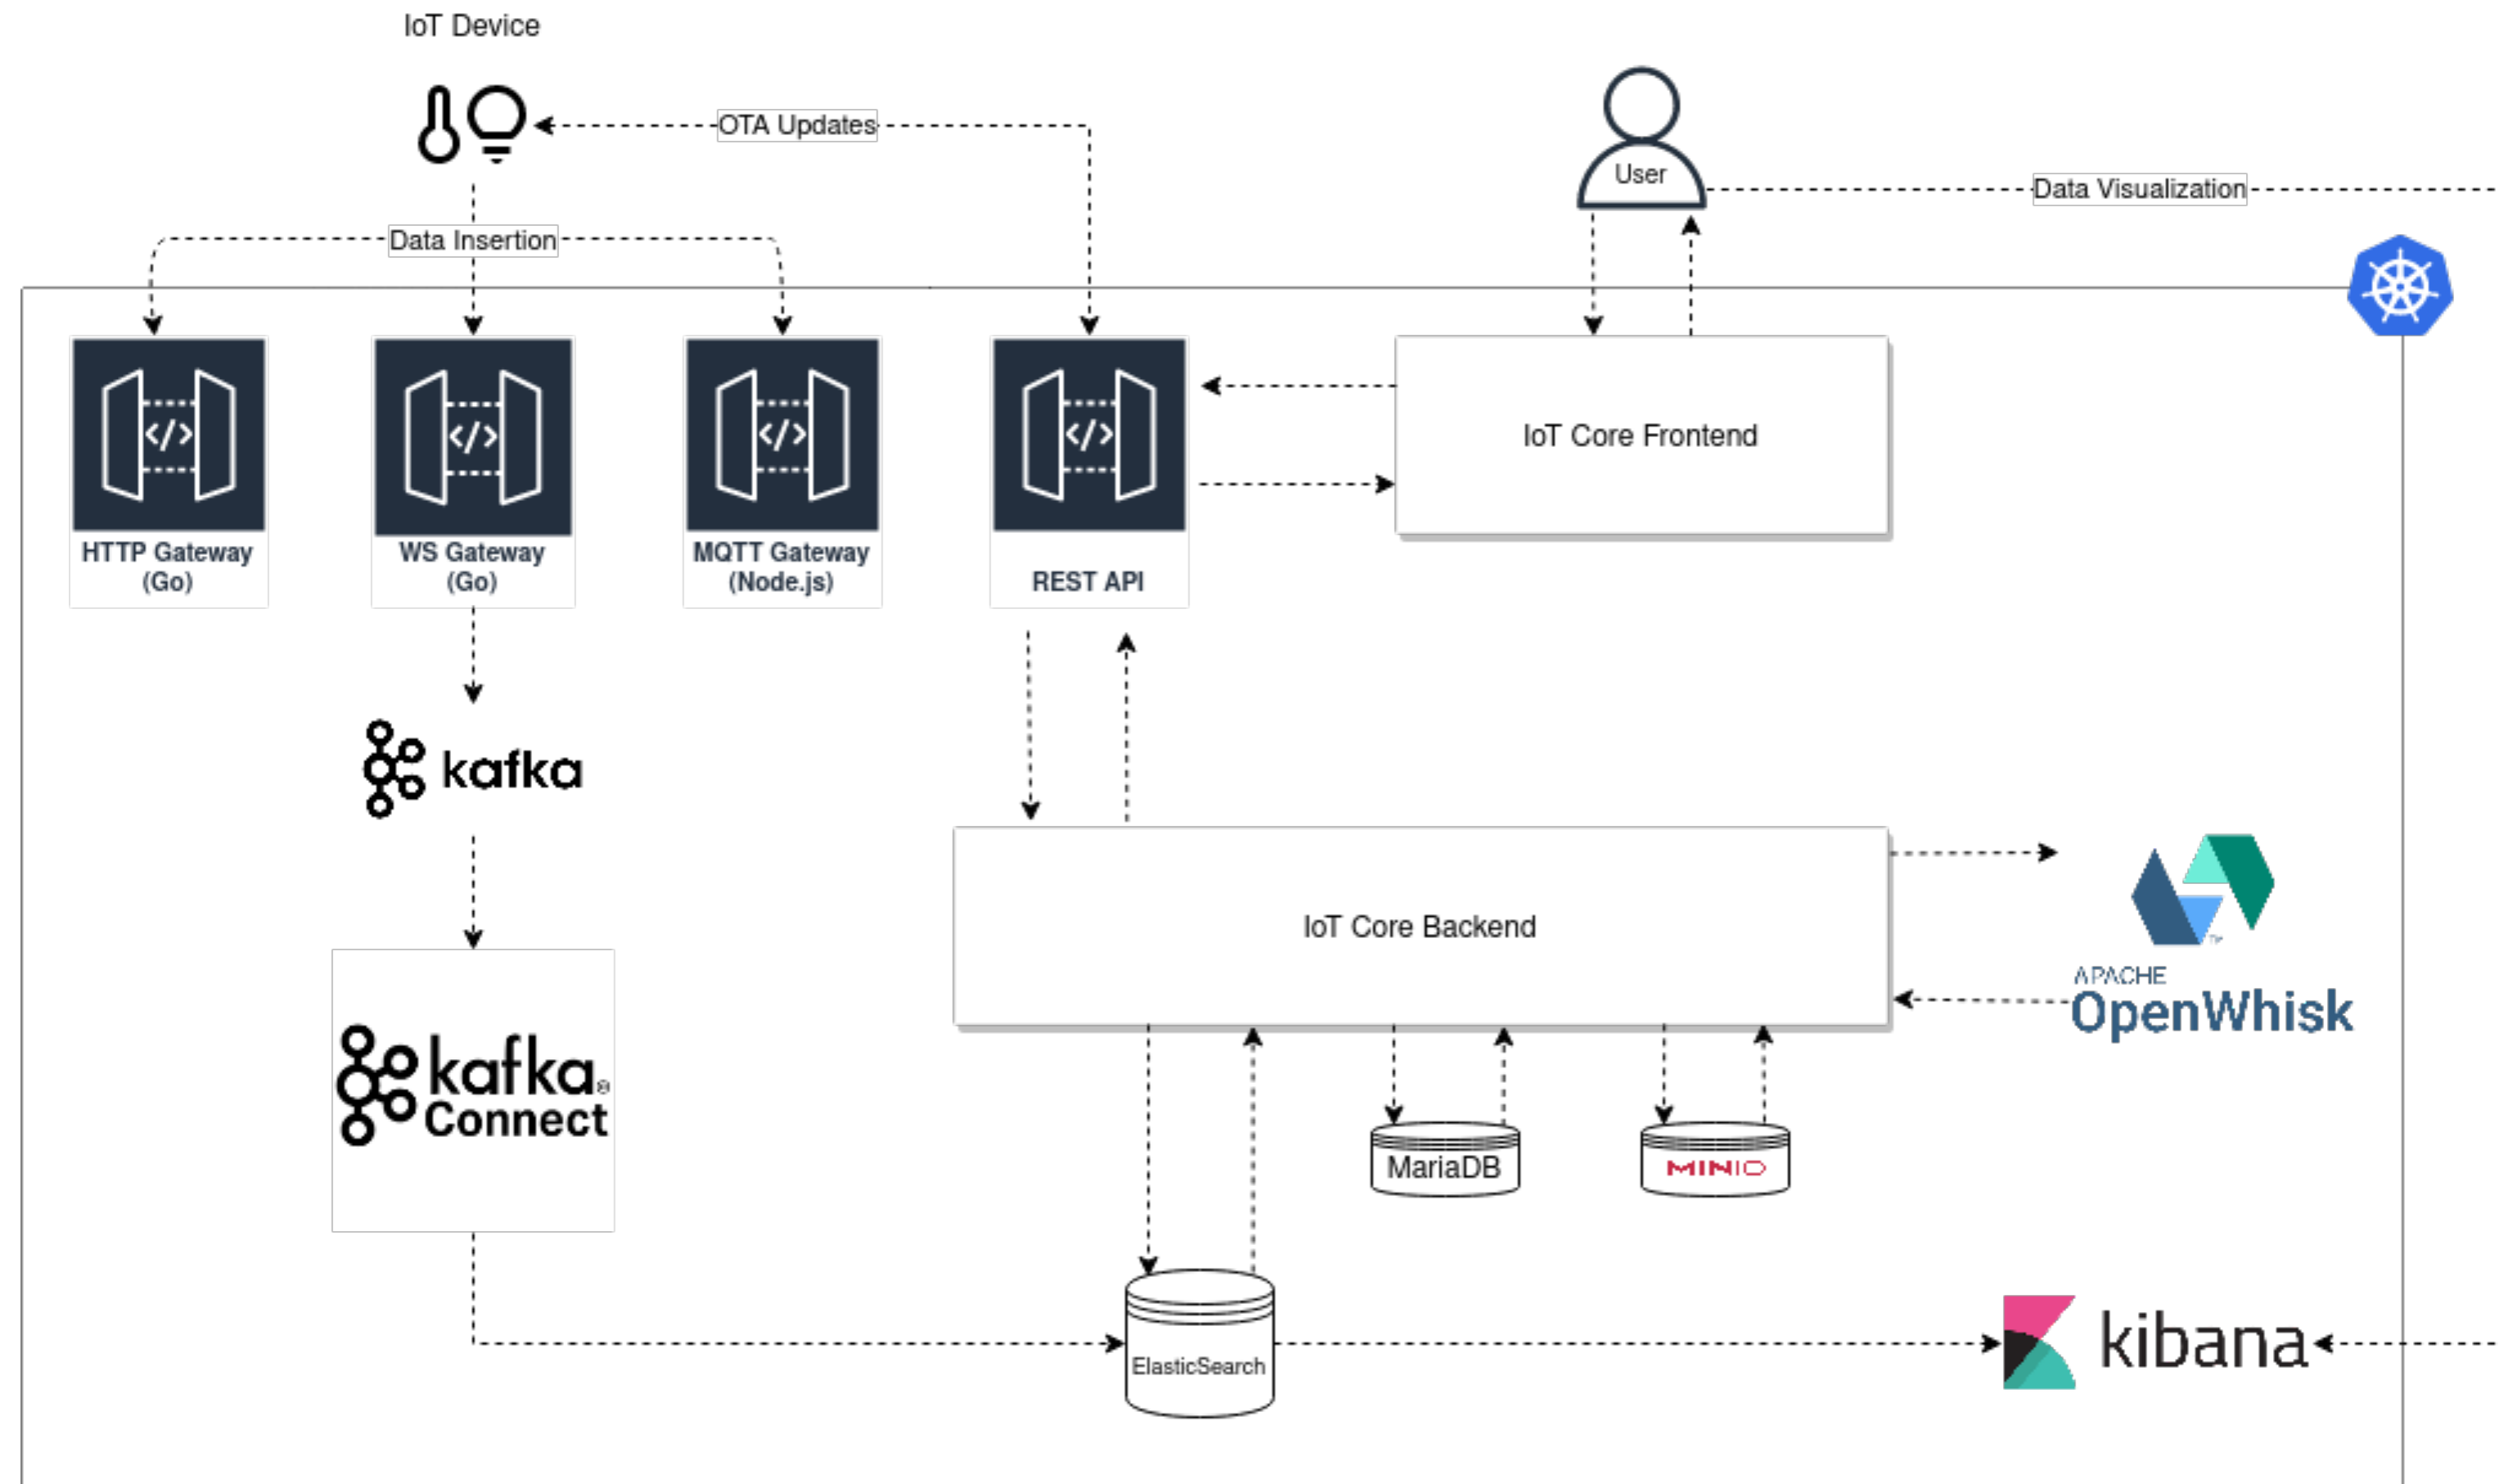 IoT Device
OTA Updates
User
Data Visualization
Data Insertion
</>
</>
</>
</>
IoT Core Frontend
HTTP Gateway
(Go)
WS Gateway
(Go)
MQTT Gateway
(Node.js)
REST API
kafka
IoT Core Backend
TM
APACHE
OpenWhisk
kafka®
Connect
MariaDB
MINIO
ElasticSearch
kibana